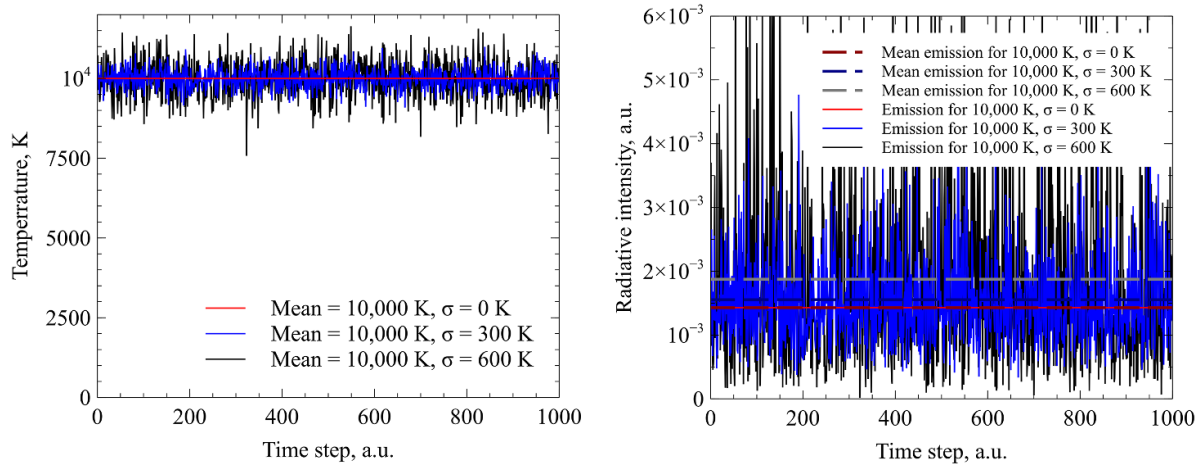 10⁴
7500
5000
2500
0
Temperrature, K
Mean = 10,000 K, σ = 0 K
Mean = 10,000 K, σ = 300 K
Mean = 10,000 K, σ = 600 K
0 200 400 600 800 1000
Time step, a.u.
6×10⁻³
5×10⁻³
4×10⁻³
3×10⁻³
2×10⁻³
10⁻³
0
Radiative intensity, a.u.
Mean emission for 10,000 K, σ = 0 K
Mean emission for 10,000 K, σ = 300 K
Mean emission for 10,000 K, σ = 600 K
Emission for 10,000 K, σ = 0 K
Emission for 10,000 K, σ = 300 K
Emission for 10,000 K, σ = 600 K
0 200 400 600 800 1000
Time step, a.u.